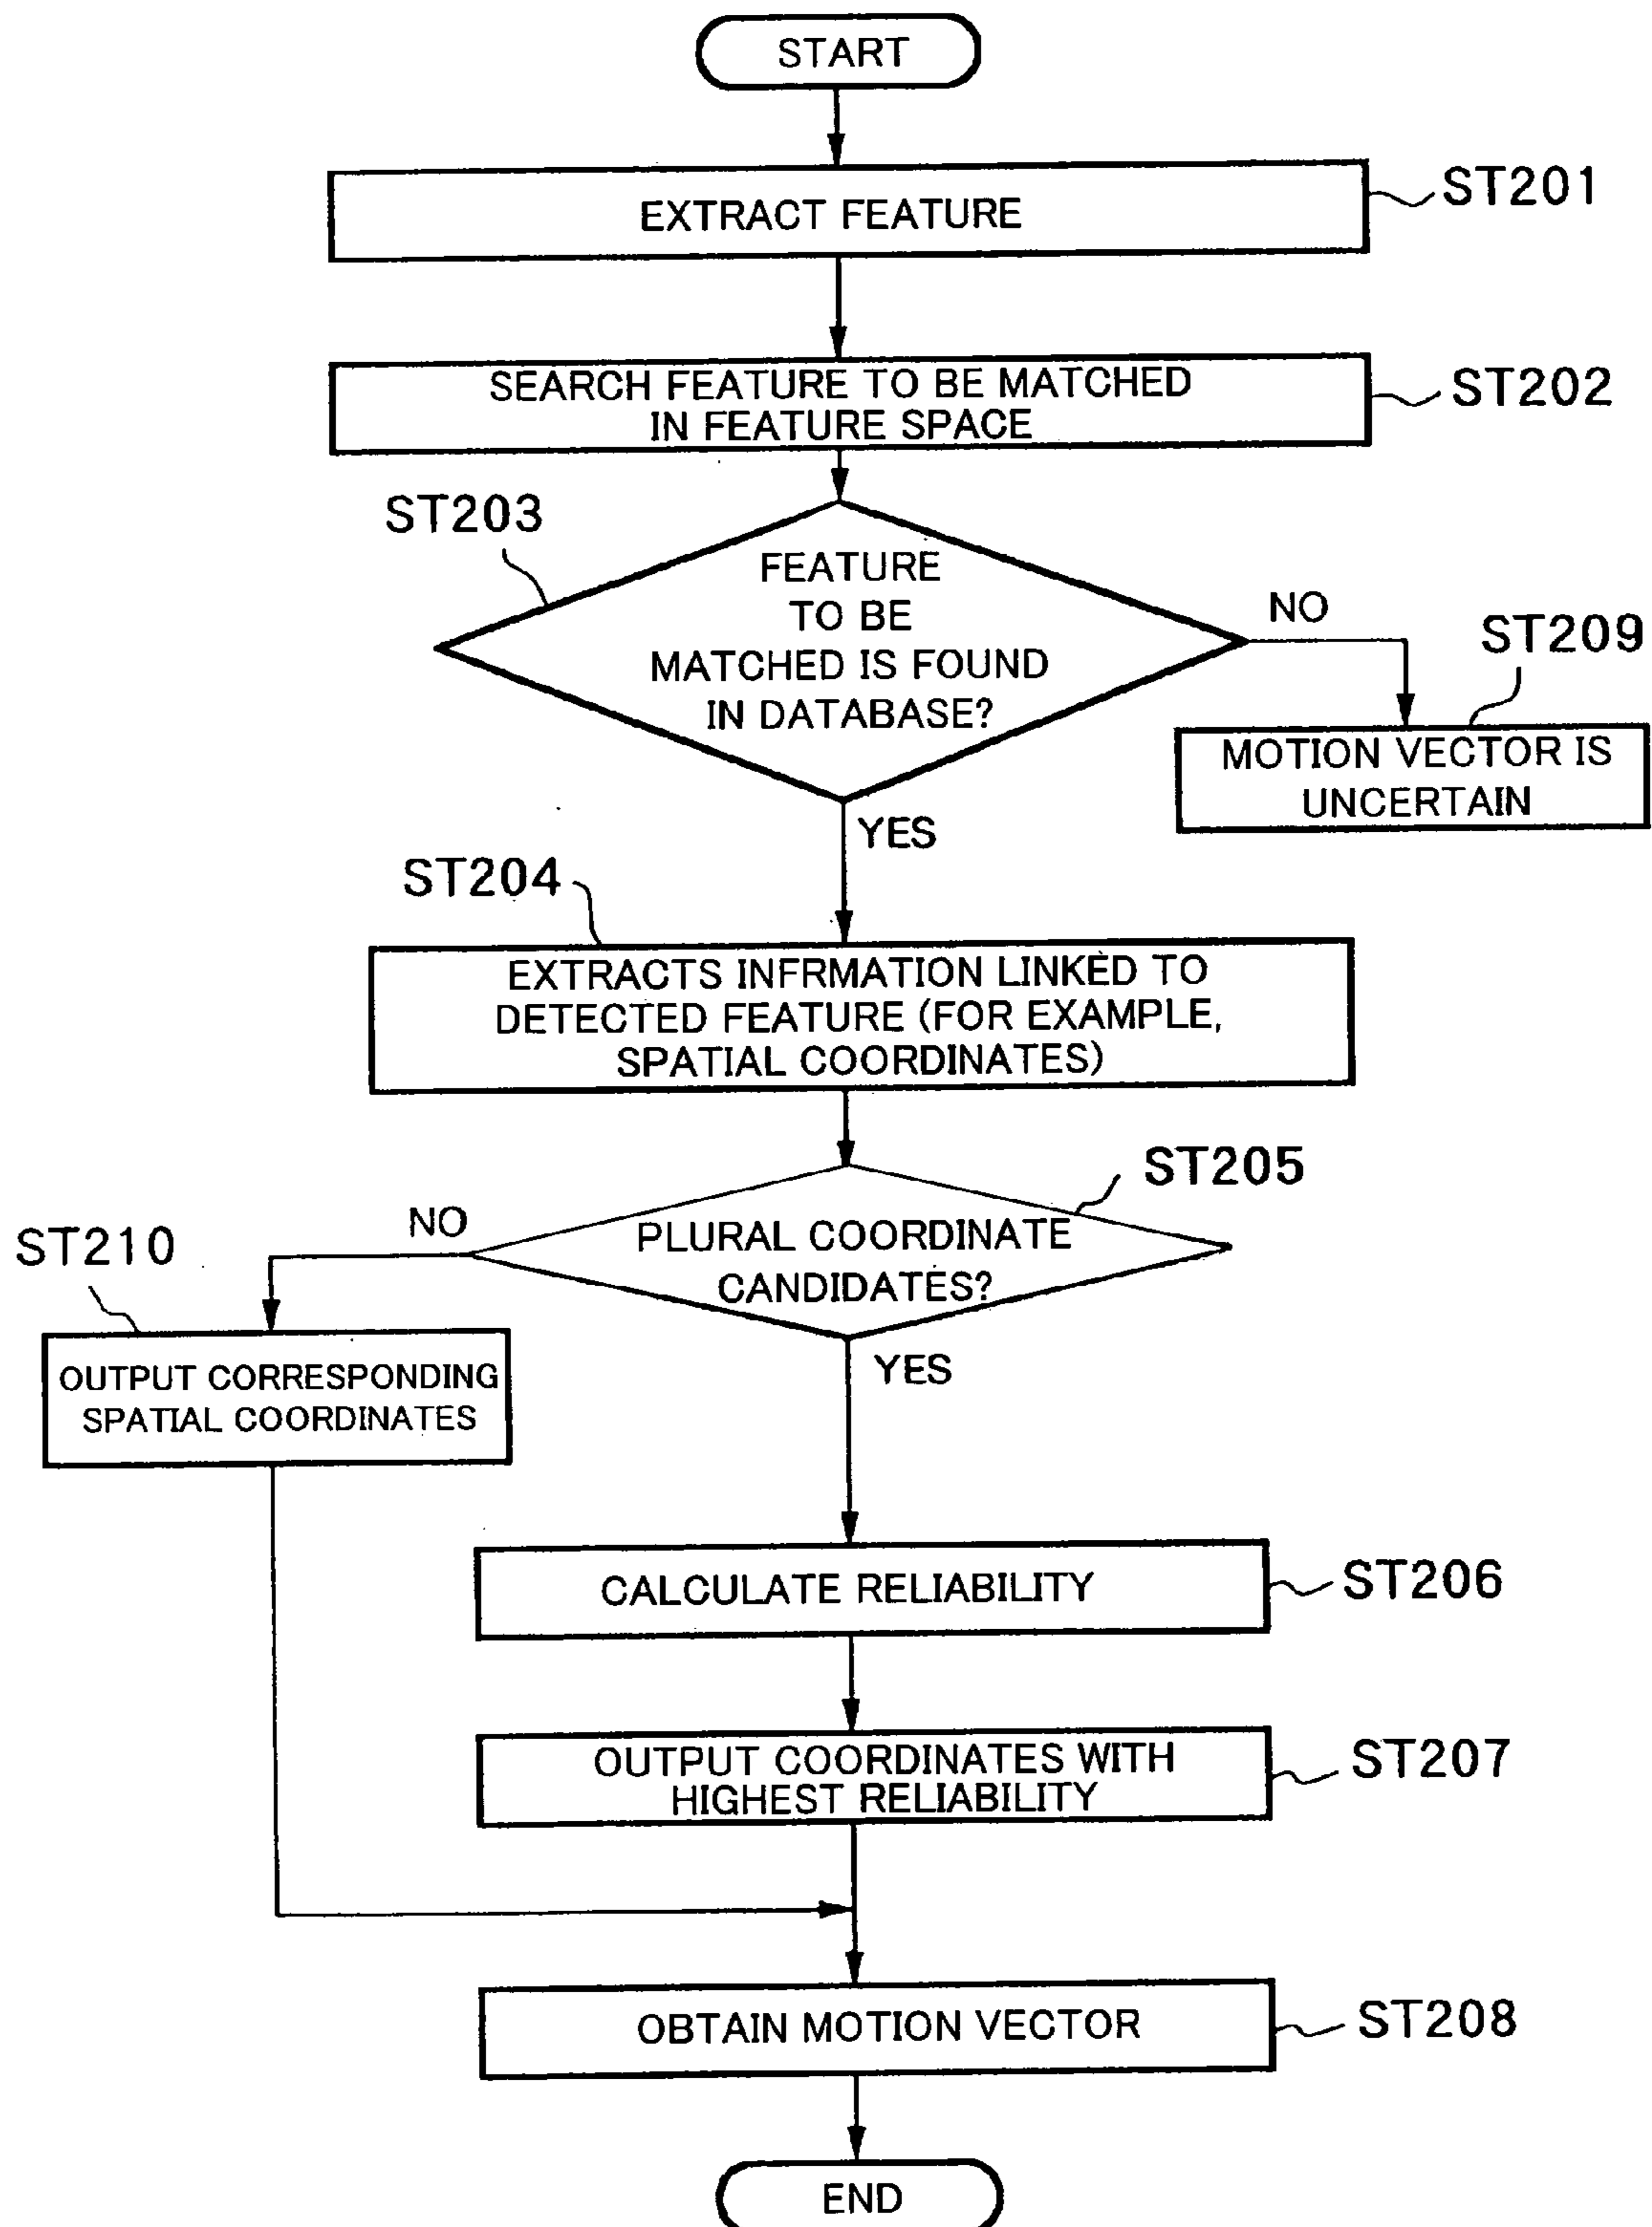 START
EXTRACT FEATURE
ST201
SEARCH FEATURE TO BE MATCHED
IN FEATURE SPACE
ST202
ST203
FEATURE
TO BE
MATCHED IS FOUND
IN DATABASE?
NO
ST209
MOTION VECTOR IS
UNCERTAIN
YES
ST204
EXTRACTS INFRMATION LINKED TO
DETECTED FEATURE (FOR EXAMPLE,
SPATIAL COORDINATES)
ST205
PLURAL COORDINATE
CANDIDATES?
NO
ST210
OUTPUT CORRESPONDING
SPATIAL COORDINATES
YES
CALCULATE RELIABILITY
ST206
OUTPUT COORDINATES WITH
HIGHEST RELIABILITY
ST207
OBTAIN MOTION VECTOR
ST208
END